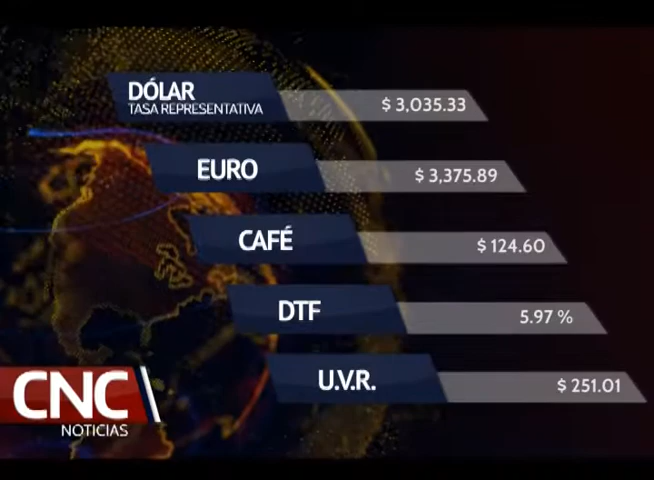 DÓLAR
TASA REPRESENTATIVA
$ 3,035.33
EURO
$ 3,375.89
CAFÉ
$ 124.60
DTF
5.97 %
U.V.R.
$ 251.01
CNC
NOTICIAS